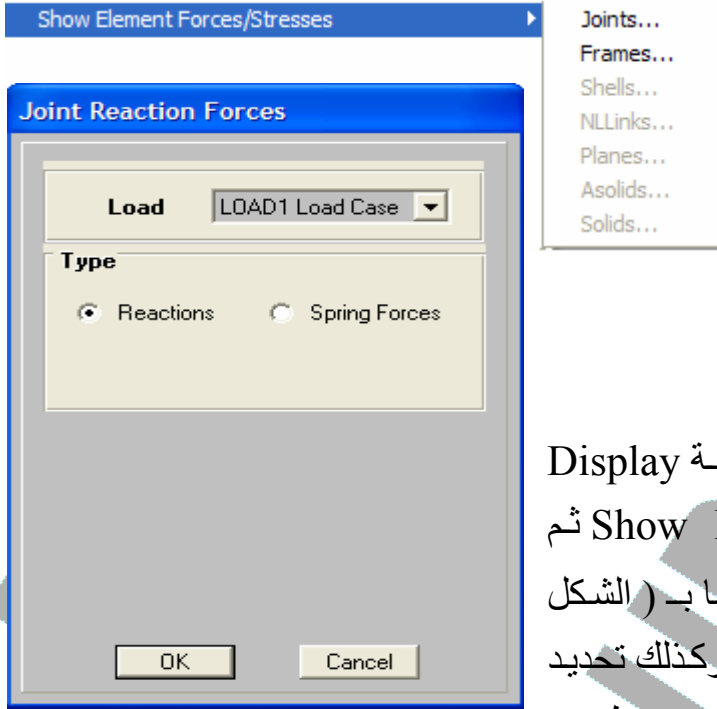 Show Element Forces/Stresses
Joints...
Frames...
Shells...
NLLinks...
Planes...
Asolids...
Solids...
Joint Reaction Forces
Load LOAD1 Load Case
Type
Reactions Spring Forces
OK Cancel
Display
Show ثم
بـ ( الشكل
وكذلك تحديد